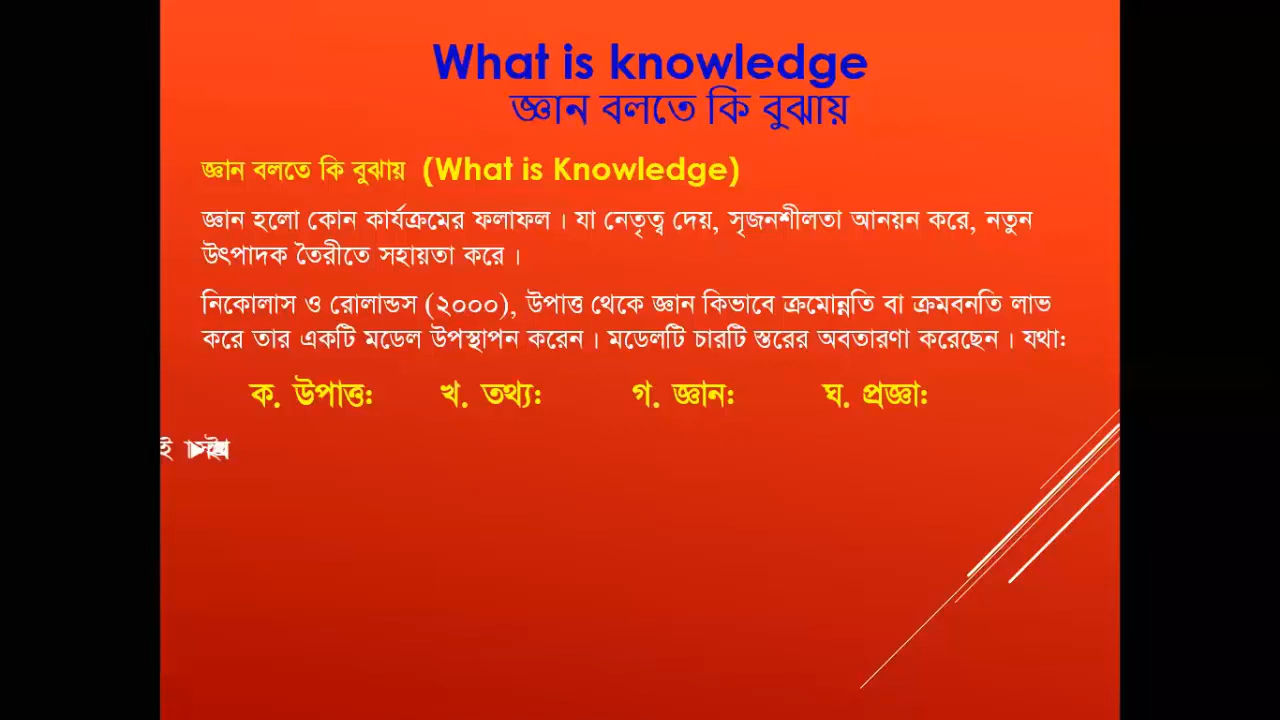 What is knowledge
জ্ঞান বলতে কি বুঝায়
জ্ঞান বলতে কি বুঝায় (What is Knowledge)
জ্ঞান হলো কোন কার্যক্রমের ফলাফল। যা নেতৃত্ব দেয়, সৃজনশীলতা আনয়ন করে, নতুন
উৎপাদক তৈরীতে সহায়তা করে।
নিকোলাস ও রোলান্ডস (২০০০), উপাত্ত থেকে জ্ঞান কিভাবে ক্রমোন্নতি বা ক্রমবনতি লাভ
করে তার একটি মডেল উপস্থাপন করেন। মডেলটি চারটি স্তরের অবতারণা করেছেন। যথা:
ক. উপাত্ত: খ. তথ্য: গ. জ্ঞান: ঘ. প্রজ্ঞা: